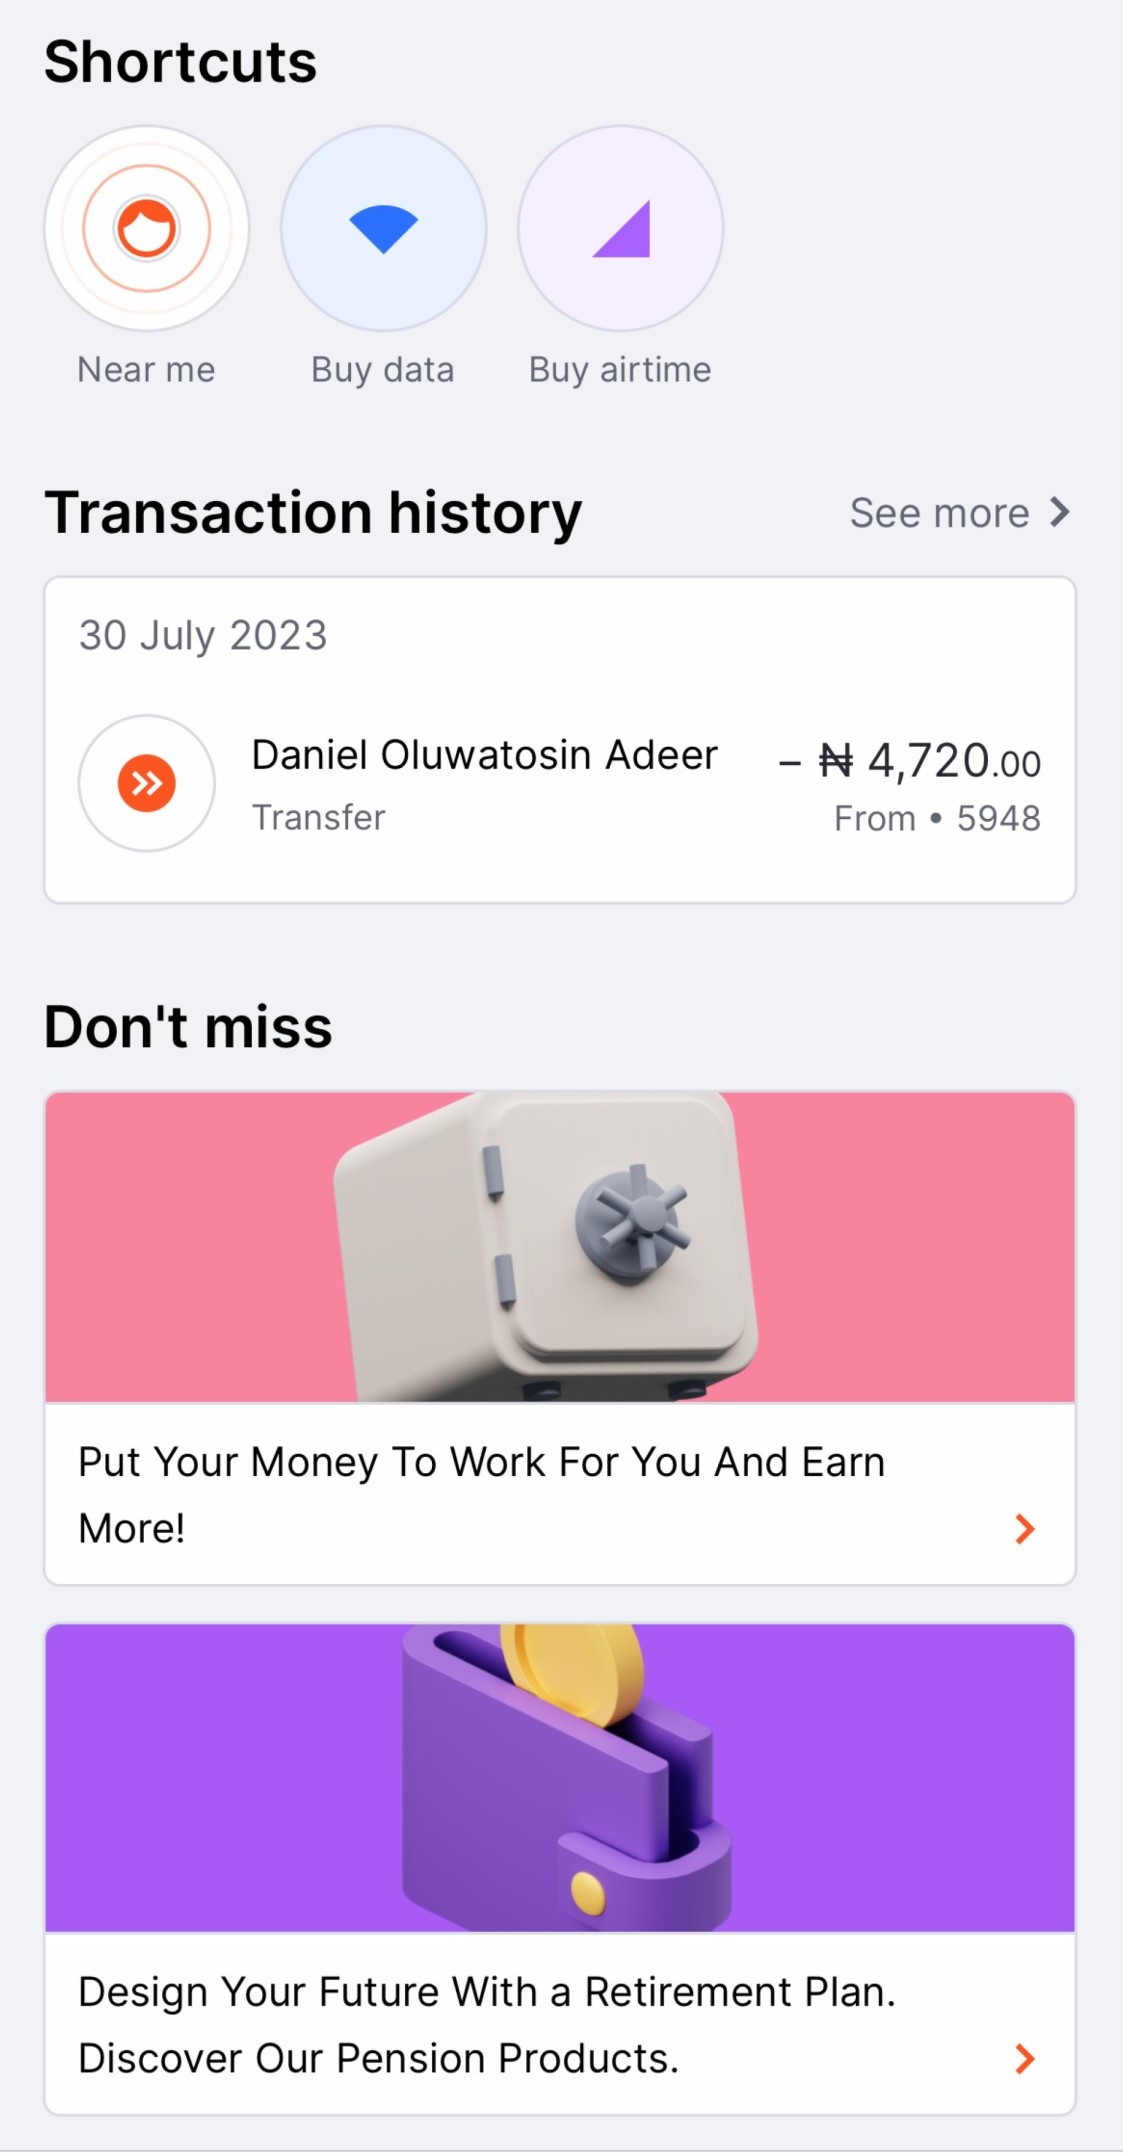 Shortcuts
Near me
Buy data
Buy airtime
Transaction history
See more
30 July 2023
Daniel Oluwatosin Adeer
– ₦ 4,720.00
Transfer
From • 5948
Don't miss
Put Your Money To Work For You And Earn
More!
Design Your Future With a Retirement Plan.
Discover Our Pension Products.